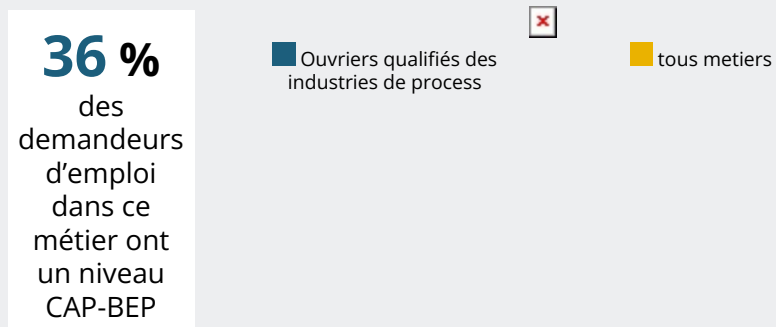 36 %
des
demandeurs
d’emploi
dans ce
métier ont
un niveau
CAP-BEP
Ouvriers qualifiés des
industries de process
tous metiers